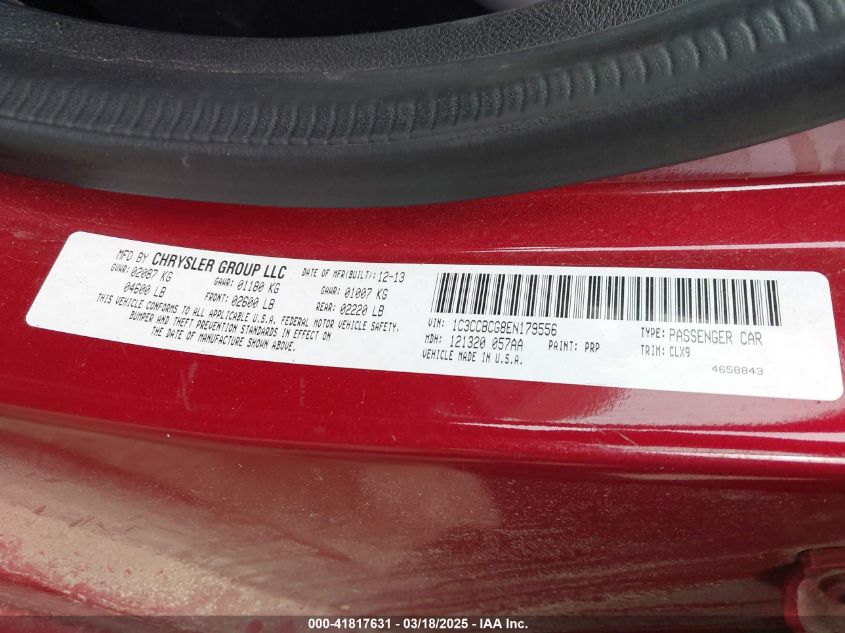 MFD BY CHRYSLER GROUP LLC DATE OF MFR(BUILT): 12-13
GVWR: 02087 KG GAWR: 01180 KG GAWR: 01007 KG
04600 LB FRONT: 02600 LB REAR: 02220 LB
THIS VEHICLE CONFORMS TO ALL APPLICABLE U.S.A. FEDERAL MOTOR VEHICLE SAFETY,
BUMPER AND THEFT PREVENTION STANDARDS IN EFFECT ON
THE DATE OF MANUFACTURE SHOWN ABOVE.
VIN: 1C3CCBCG8EN179556 TYPE: PASSENGER CAR
MDH: 121320 057AA PAINT: PRP TRIM: CLX9
VEHICLE MADE IN U.S.A. 4658843
000-41817631 - 03/18/2025 - IAA Inc.